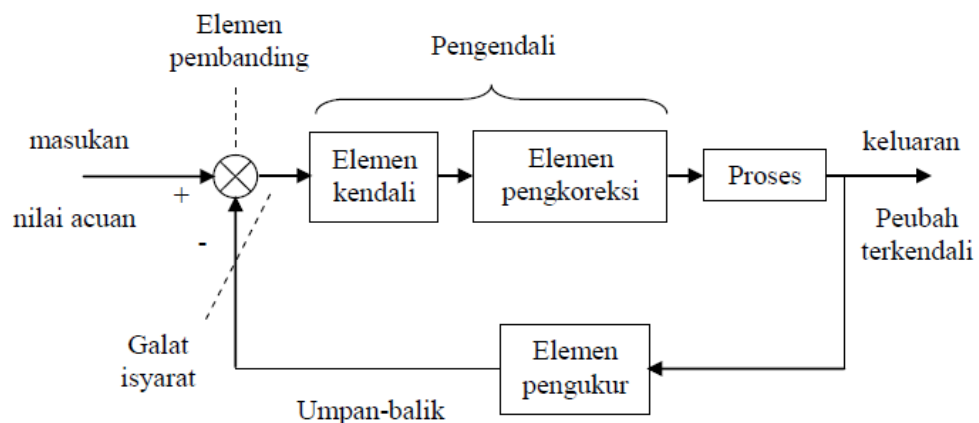 Elemen
pembanding
Pengendali
masukan
nilai acuan
+
-
Elemen
kendali
Elemen
pengkoreksi
Proses
keluaran
Peubah
terkendali
Galat
isyarat
Elemen
pengukur
Umpan-balik